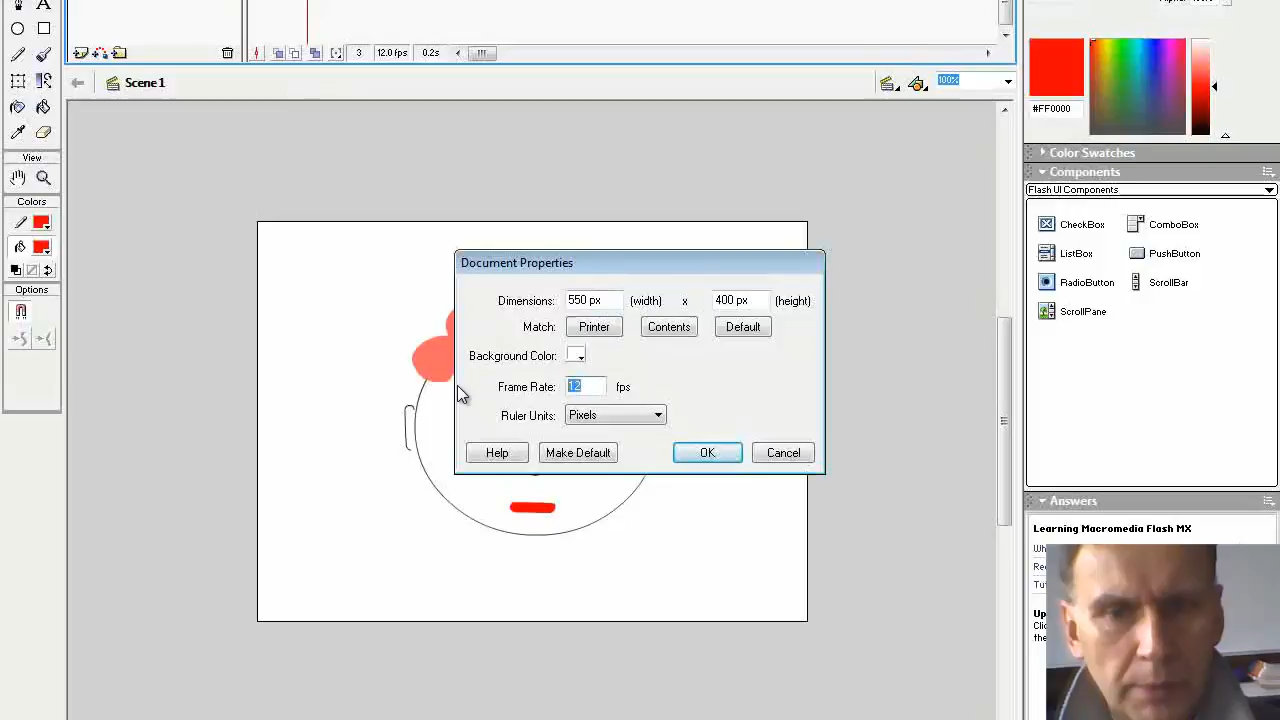 A
3
12.0 fps
0.2s
Scene 1
100%
View
Colors
Options
#FF0000
Color Swatches
Components
Flash UI Components
CheckBox
ComboBox
ListBox
PushButton
RadioButton
ScrollBar
ScrollPane
Answers
Learning Macromedia Flash MX
Document Properties
Dimensions: 550 px (width) x 400 px (height)
Match: Printer Contents Default
Background Color:
Frame Rate: 12 fps
Ruler Units: Pixels
Help Make Default OK Cancel